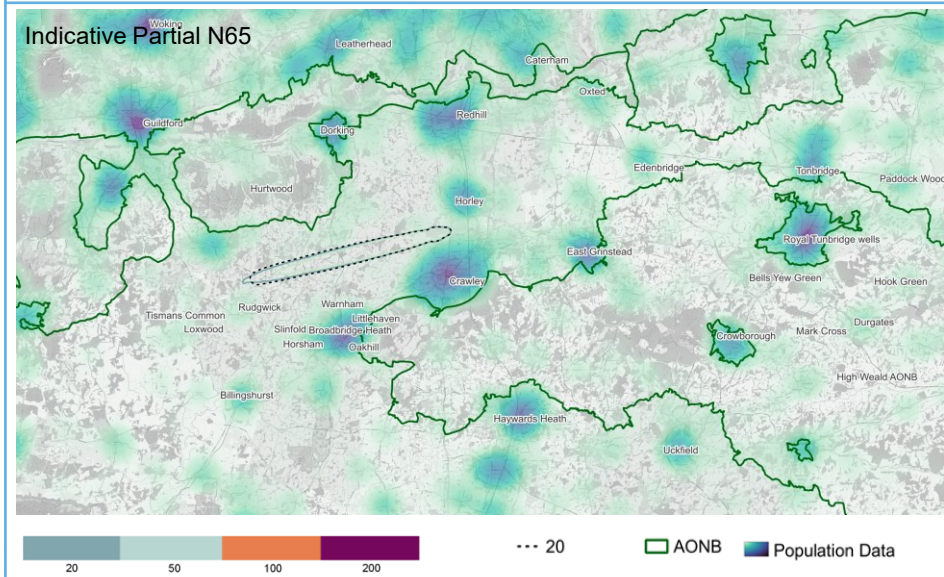 Indicative Partial N65
Woking
Leatherhead
Caterham
Oxted
Guildford
Redhill
Dorking
Edenbridge
Tonbridge
Paddock Wood
Hurtwood
Horley
Royal Tunbridge wells
East Grinstead
Bells Yew Green
Hook Green
Crawley
Rudgwick
Warnham
Tismans Common
Littlehaven
Loxwood
Slinfold
Broadbridge Heath
Horsham
Oakhill
Durgates
Mark Cross
Crowborough
High Weald AONB
Billingshurst
Haywards Heath
Uckfield
20
AONB
Population Data
20 50 100 200